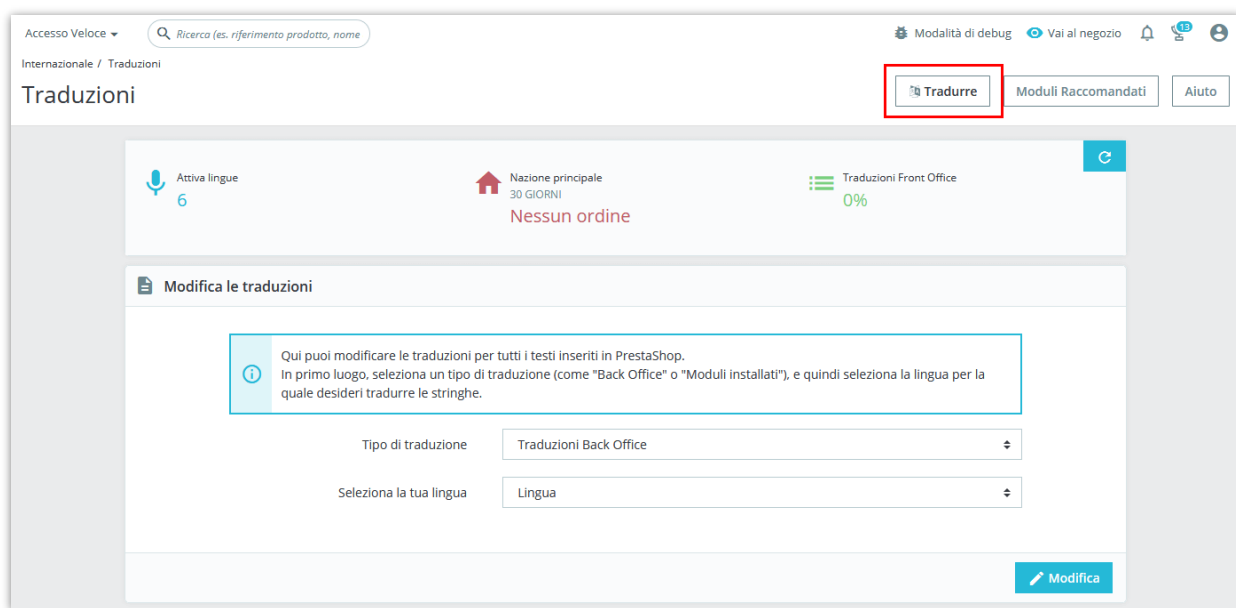 Accesso Veloce
Ricerca (es. riferimento prodotto, nome
Modalità di debug
Vai al negozio
13
Internazionale / Traduzioni
Traduzioni
Tradurre
Moduli Raccomandati
Aiuto
Attiva lingue
6
Nazione principale
30 GIORNI
Nessun ordine
Traduzioni Front Office
0%
Modifica le traduzioni
Qui puoi modificare le traduzioni per tutti i testi inseriti in PrestaShop.
In primo luogo, seleziona un tipo di traduzione (come "Back Office" o "Moduli installati"), e quindi seleziona la lingua per la
quale desideri tradurre le stringhe.
Tipo di traduzione
Traduzioni Back Office
Seleziona la tua lingua
Lingua
Modifica